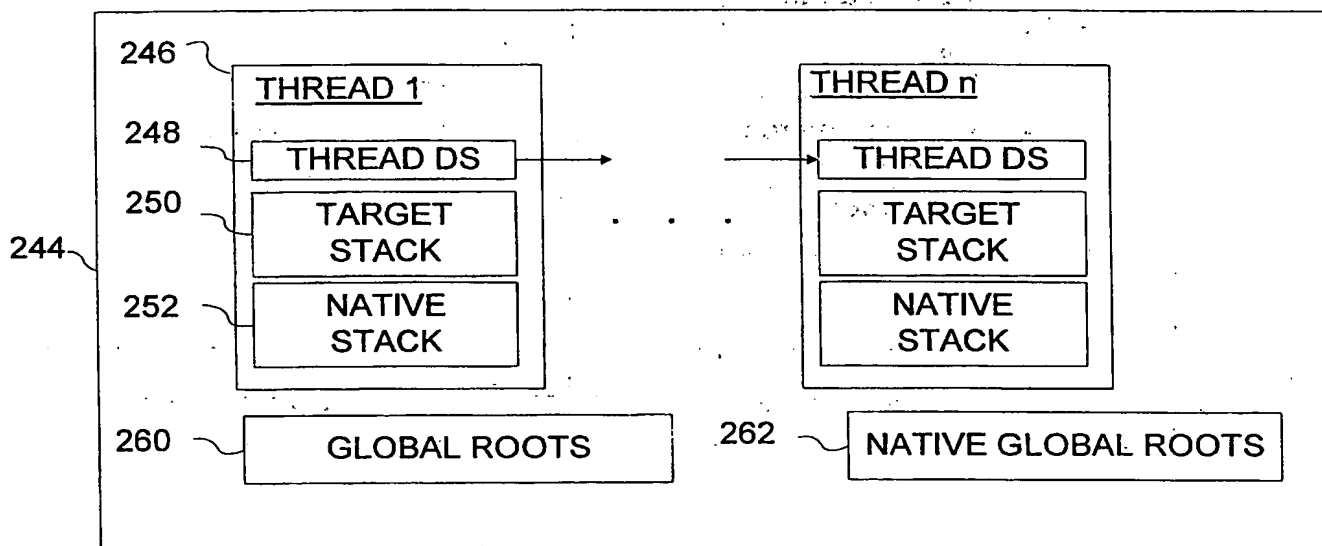 246
THREAD 1
THREAD n
248
THREAD DS
THREAD DS
250
TARGET
STACK
TARGET
STACK
244
252
NATIVE
STACK
NATIVE
STACK
260
GLOBAL ROOTS
262
NATIVE GLOBAL ROOTS